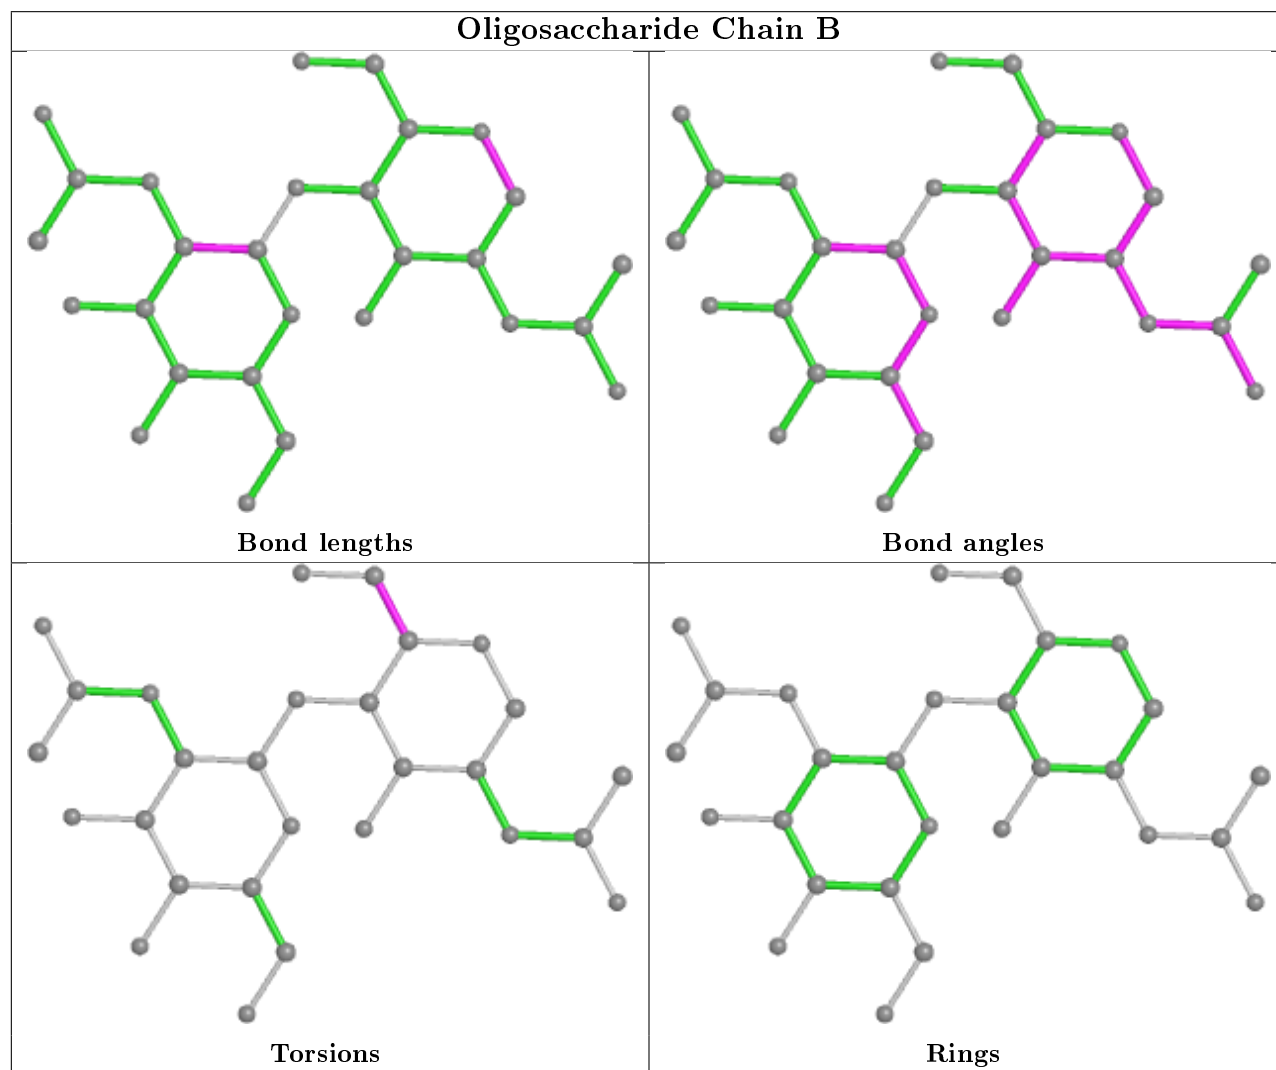 Oligosaccharide Chain B
Bond lengths
Bond angles
Torsions
Rings